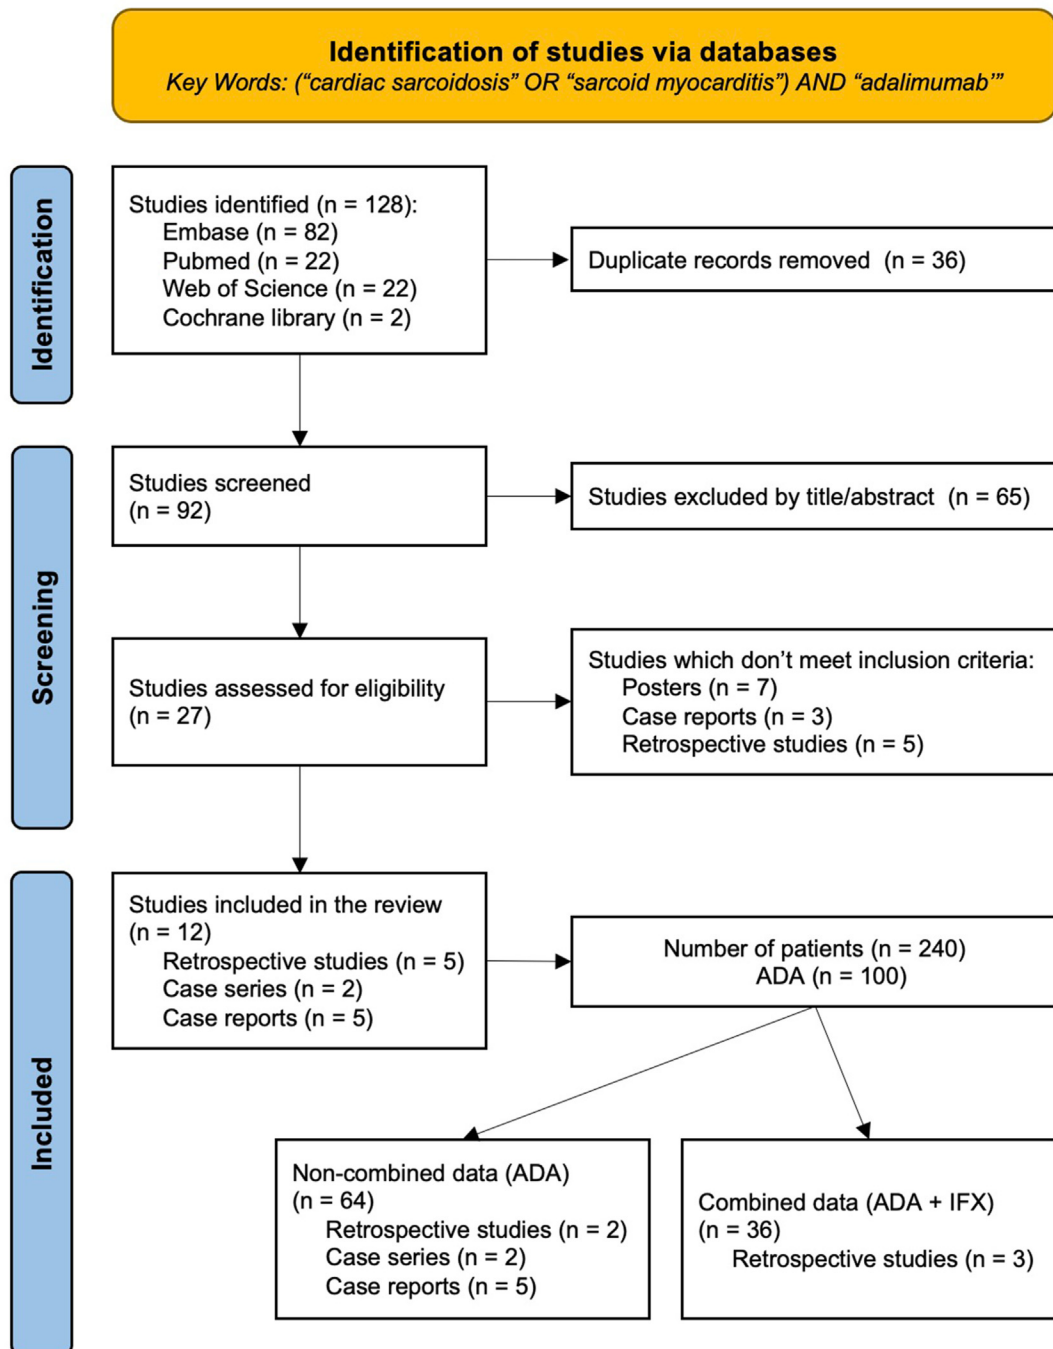 Identification of studies via databases
Key Words: (“cardiac sarcoidosis” OR “sarcoid myocarditis”) AND “adalimumab’”
Identification
Studies identified (n = 128):
Embase (n = 82)
Pubmed (n = 22)
Web of Science (n = 22)
Cochrane library (n = 2)
Duplicate records removed (n = 36)
Screening
Studies screened
(n = 92)
Studies excluded by title/abstract (n = 65)
Studies assessed for eligibility
(n = 27)
Studies which don’t meet inclusion criteria:
Posters (n = 7)
Case reports (n = 3)
Retrospective studies (n = 5)
Included
Studies included in the review
(n = 12)
Retrospective studies (n = 5)
Case series (n = 2)
Case reports (n = 5)
Number of patients (n = 240)
ADA (n = 100)
Non-combined data (ADA)
(n = 64)
Retrospective studies (n = 2)
Case series (n = 2)
Case reports (n = 5)
Combined data (ADA + IFX)
(n = 36)
Retrospective studies (n = 3)